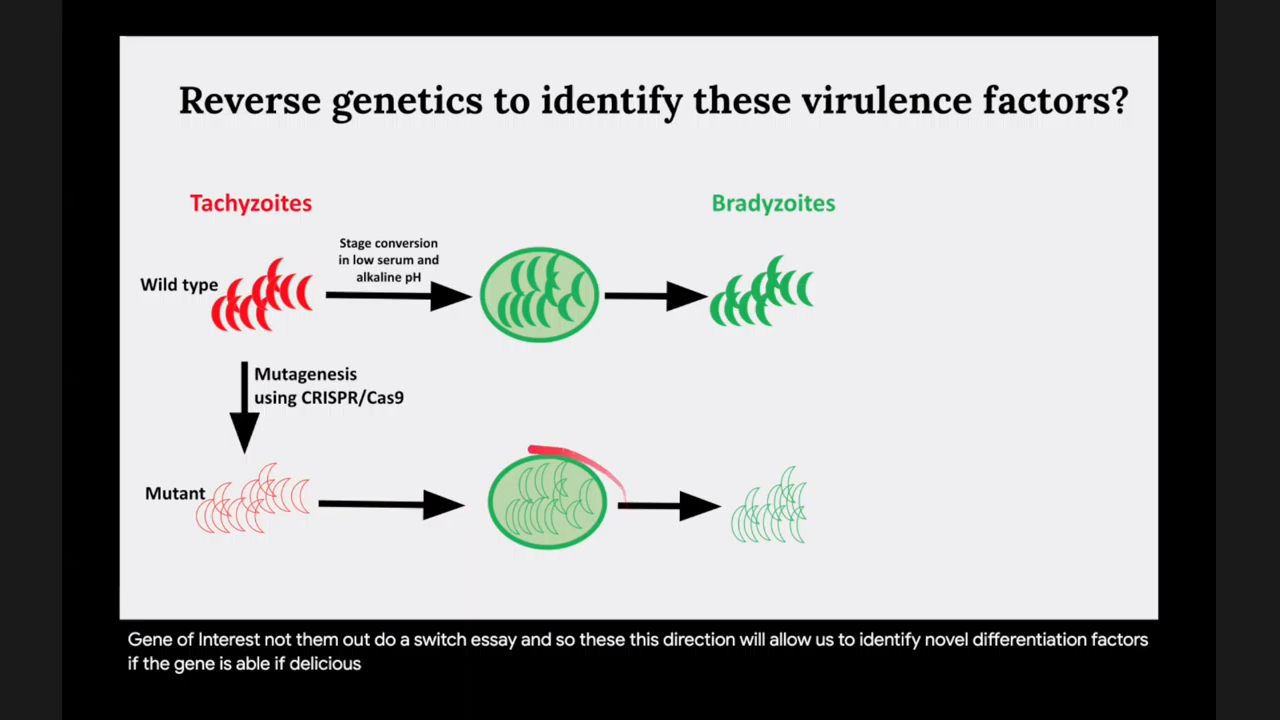 Reverse genetics to identify these virulence factors?
Tachyzoites
Bradyzoites
Stage conversion
in low serum and
alkaline pH
Wild type
Mutagenesis
using CRISPR/Cas9
Mutant
Gene of Interest not them out do a switch essay and so these this direction will allow us to identify novel differentiation factors
if the gene is able if delicious